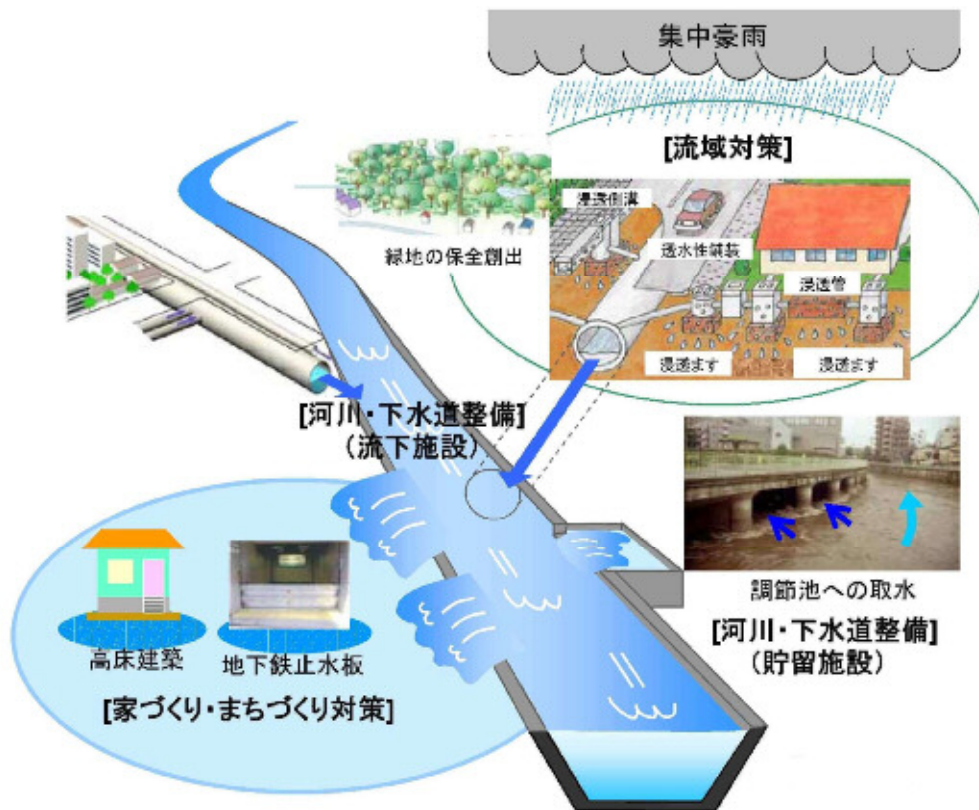 集中豪雨
[流域対策]
浸透側溝
透水性舗装
浸透管
浸透ます
浸透ます
緑地の保全創出
[河川・下水道整備]
（流下施設）
調節池への取水
[河川・下水道整備]
（貯留施設）
高床建築
地下鉄止水板
[家づくり・まちづくり対策]